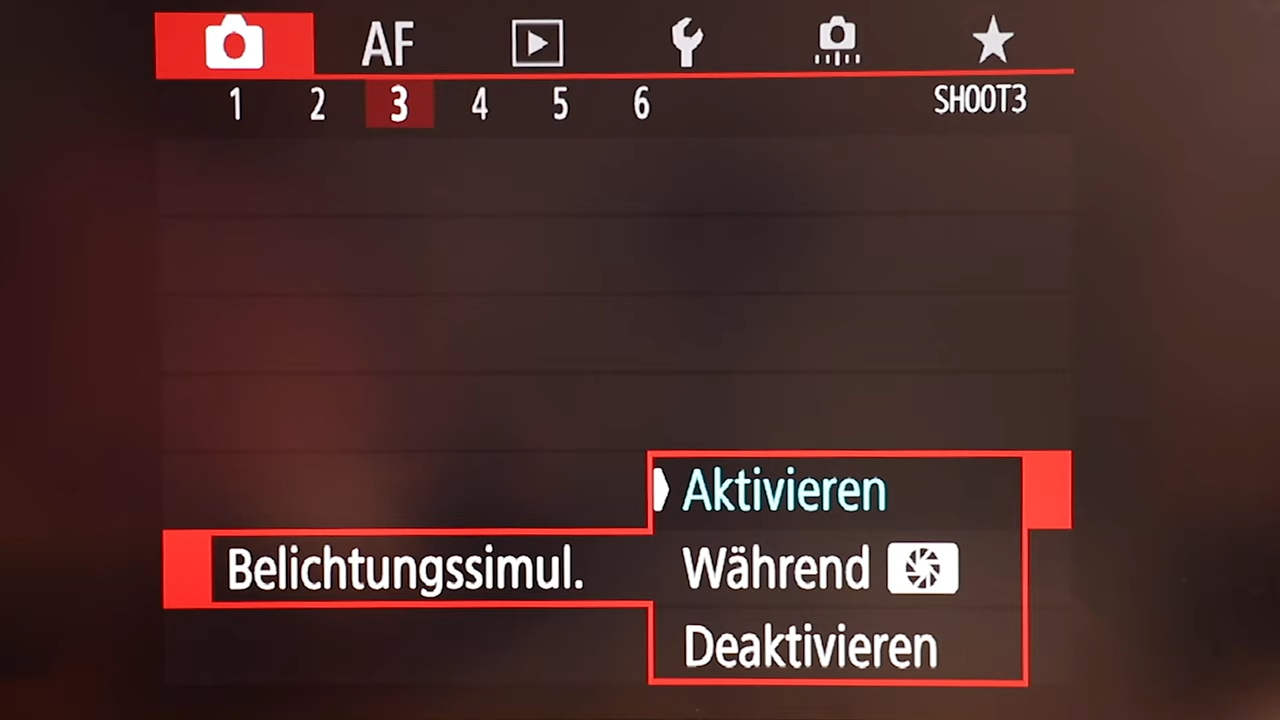 AF
1 2 3 4 5 6 SHOOT3
Aktivieren
Belichtungssimul. Während
Deaktivieren